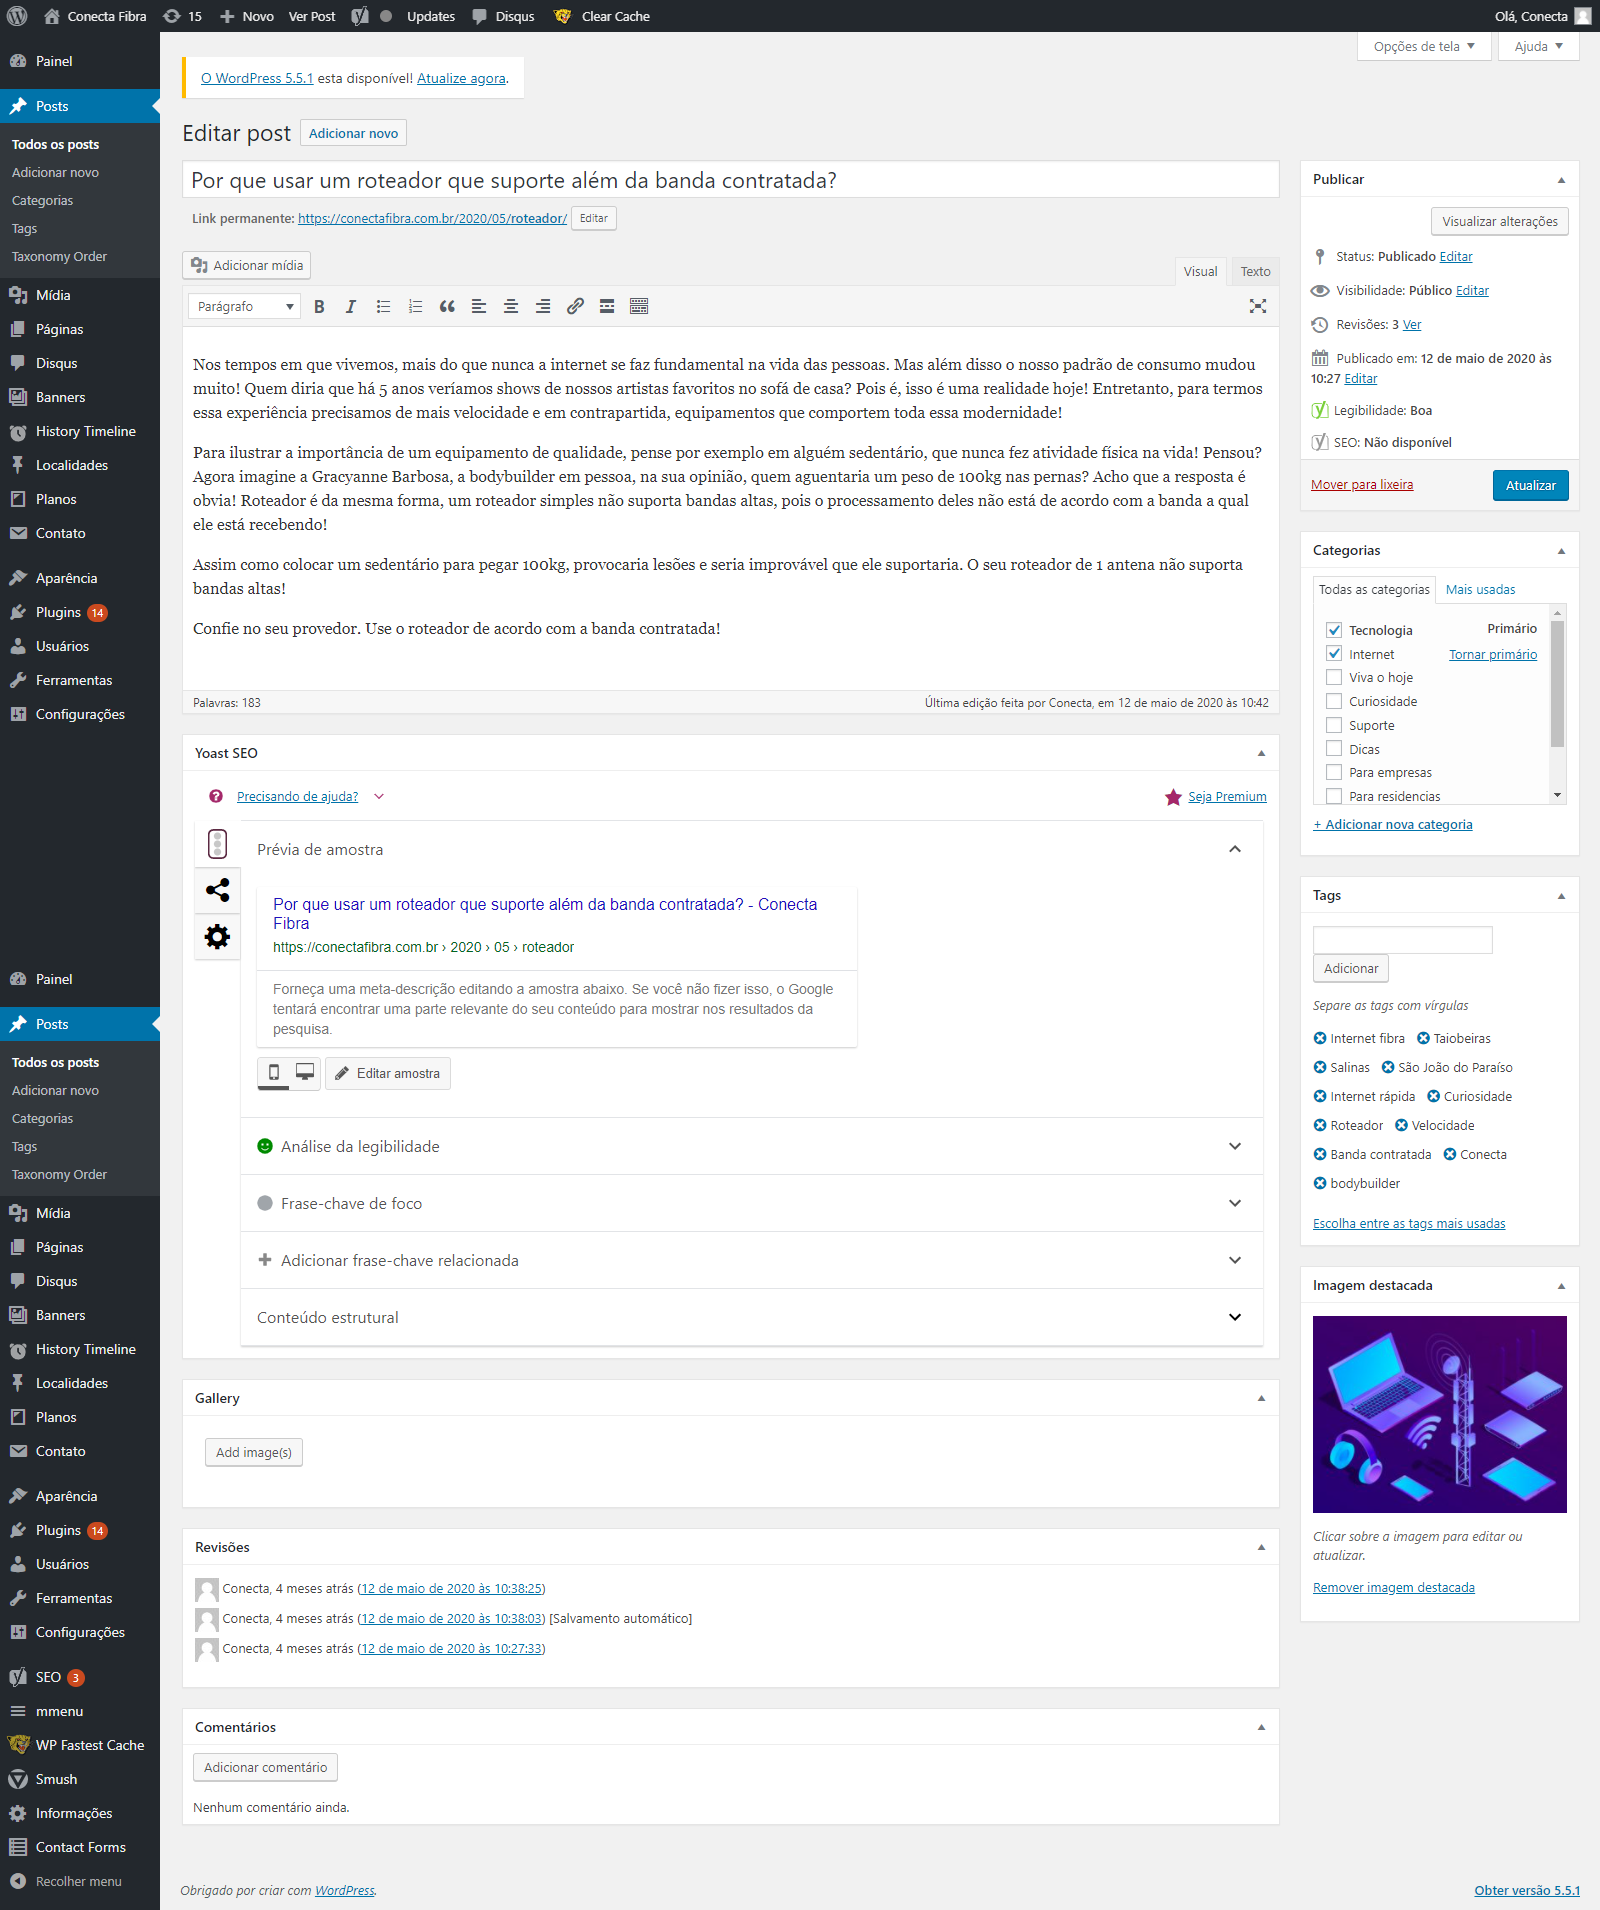 Conecta Fibra 15 Novo Ver Post Updates Disqus Clear Cache Olá, Conecta
Painel
Posts
Todos os posts
Adicionar novo
Categorias
Tags
Taxonomy Order
Mídia
Páginas
Disqus
Banners
History Timeline
Localidades
Planos
Contato
Aparência
Plugins 14
Usuários
Ferramentas
Configurações
Painel
Posts
Todos os posts
Adicionar novo
Categorias
Tags
Taxonomy Order
Mídia
Páginas
Disqus
Banners
History Timeline
Localidades
Planos
Contato
Aparência
Plugins 14
Usuários
Ferramentas
Configurações
SEO 3
mmenu
WP Fastest Cache
Smush
Informações
Contact Forms
Recolher menu
Opções de tela Ajuda
O WordPress 5.5.1 esta disponível! Atualize agora.
Editar post Adicionar novo
Por que usar um roteador que suporte além da banda contratada?
Link permanente: https://conectafibra.com.br/2020/05/roteador/ Editar
Adicionar mídia
Visual Texto
Parágrafo
Nos tempos em que vivemos, mais do que nunca a internet se faz fundamental na vida das pessoas. Mas além disso o nosso padrão de consumo mudou
muito! Quem diria que há 5 anos veríamos shows de nossos artistas favoritos no sofá de casa? Pois é, isso é uma realidade hoje! Entretanto, para termos
essa experiência precisamos de mais velocidade e em contrapartida, equipamentos que comportem toda essa modernidade!
Para ilustrar a importância de um equipamento de qualidade, pense por exemplo em alguém sedentário, que nunca fez atividade física na vida! Pensou?
Agora imagine a Gracyanne Barbosa, a bodybuilder em pessoa, na sua opinião, quem aguentaria um peso de 100kg nas pernas? Acho que a resposta é
obvia! Roteador é da mesma forma, um roteador simples não suporta bandas altas, pois o processamento deles não está de acordo com a banda a qual
ele está recebendo!
Assim como colocar um sedentário para pegar 100kg, provocaria lesões e seria improvável que ele suportaria. O seu roteador de 1 antena não suporta
bandas altas!
Confie no seu provedor. Use o roteador de acordo com a banda contratada!
Palavras: 183 Última edição feita por Conecta, em 12 de maio de 2020 às 10:42
Yoast SEO
Precisando de ajuda? Seja Premium
Prévia de amostra
Por que usar um roteador que suporte além da banda contratada? - Conecta
Fibra
https://conectafibra.com.br › 2020 › 05 › roteador
Forneça uma meta-descrição editando a amostra abaixo. Se você não fizer isso, o Google
tentará encontrar uma parte relevante do seu conteúdo para mostrar nos resultados da
pesquisa.
Editar amostra
Análise da legibilidade
Frase-chave de foco
Adicionar frase-chave relacionada
Conteúdo estrutural
Gallery
Add image(s)
Revisões
Conecta, 4 meses atrás (12 de maio de 2020 às 10:38:25)
Conecta, 4 meses atrás (12 de maio de 2020 às 10:38:03) [Salvamento automático]
Conecta, 4 meses atrás (12 de maio de 2020 às 10:27:33)
Comentários
Adicionar comentário
Nenhum comentário ainda.
Publicar
Visualizar alterações
Status: Publicado Editar
Visibilidade: Público Editar
Revisões: 3 Ver
Publicado em: 12 de maio de 2020 às
10:27 Editar
Legibilidade: Boa
SEO: Não disponível
Mover para lixeira Atualizar
Categorias
Todas as categorias Mais usadas
Tecnologia Primário
Internet Tornar primário
Viva o hoje
Curiosidade
Suporte
Dicas
Para empresas
Para residencias
+ Adicionar nova categoria
Tags
Adicionar
Separe as tags com vírgulas
Internet fibra Taiobeiras
Salinas São João do Paraíso
Internet rápida Curiosidade
Roteador Velocidade
Banda contratada Conecta
bodybuilder
Escolha entre as tags mais usadas
Imagem destacada
Clicar sobre a imagem para editar ou
atualizar.
Remover imagem destacada
Obrigado por criar com WordPress. Obter versão 5.5.1